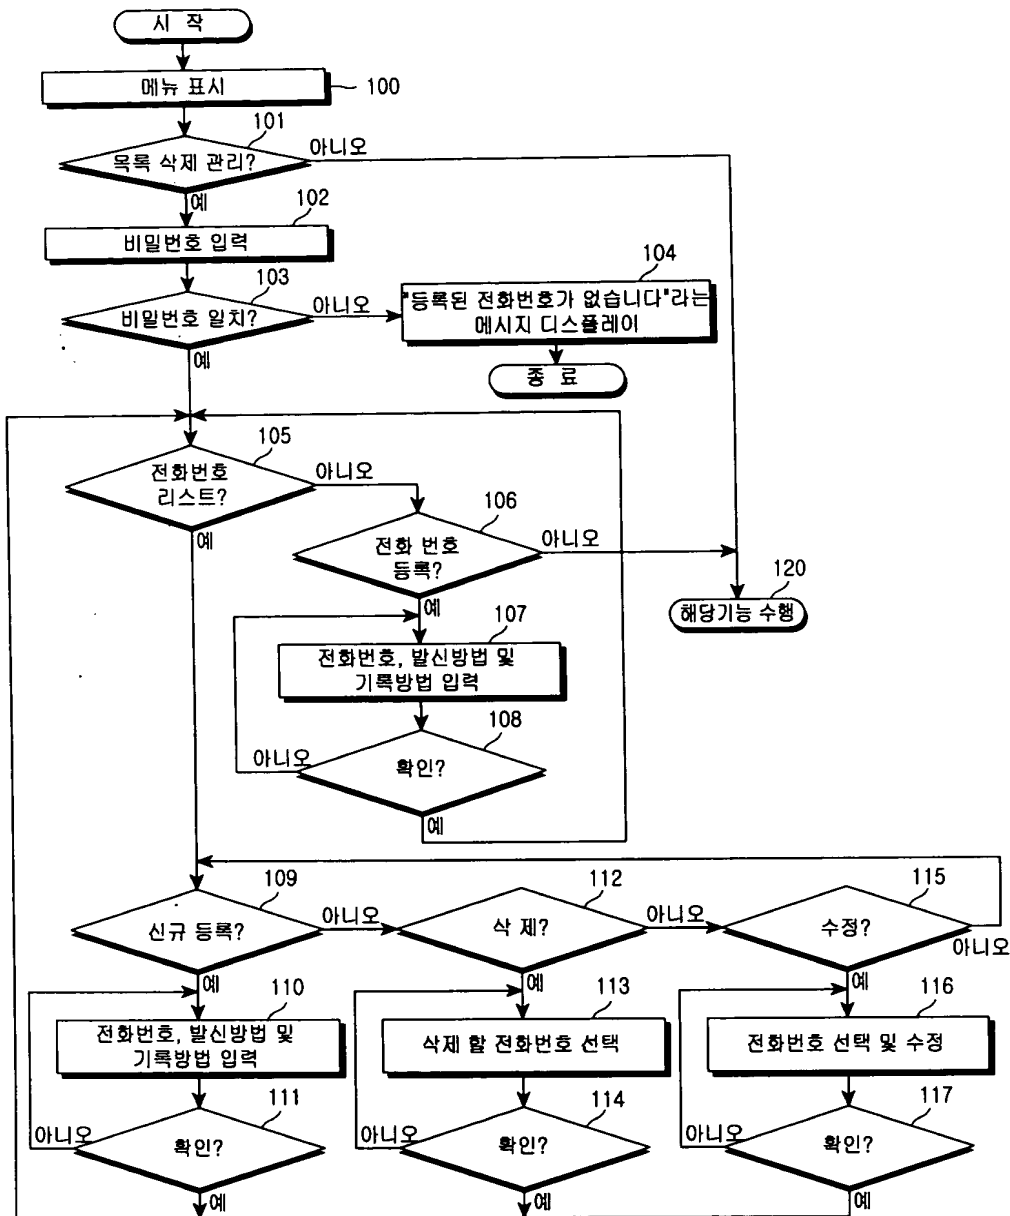 시 작
메뉴 표시
100
101
목록 삭제 관리?
아니오
예
102
비밀번호 입력
103
비밀번호 일치?
아니오
예
104
"등록된 전화번호가 없습니다"라는
메시지 디스플레이
종 료
105
전화번호
리스트?
아니오
예
106
전화 번호
등록?
아니오
예
120
해당기능 수행
107
전화번호, 발신방법 및
기록방법 입력
108
확인?
아니오
예
109
신규 등록?
아니오
예
112
삭 제?
아니오
예
115
수정?
아니오
예
110
전화번호, 발신방법 및
기록방법 입력
113
삭제 할 전화번호 선택
116
전화번호 선택 및 수정
111
확인?
아니오
예
114
확인?
아니오
예
117
확인?
아니오
예